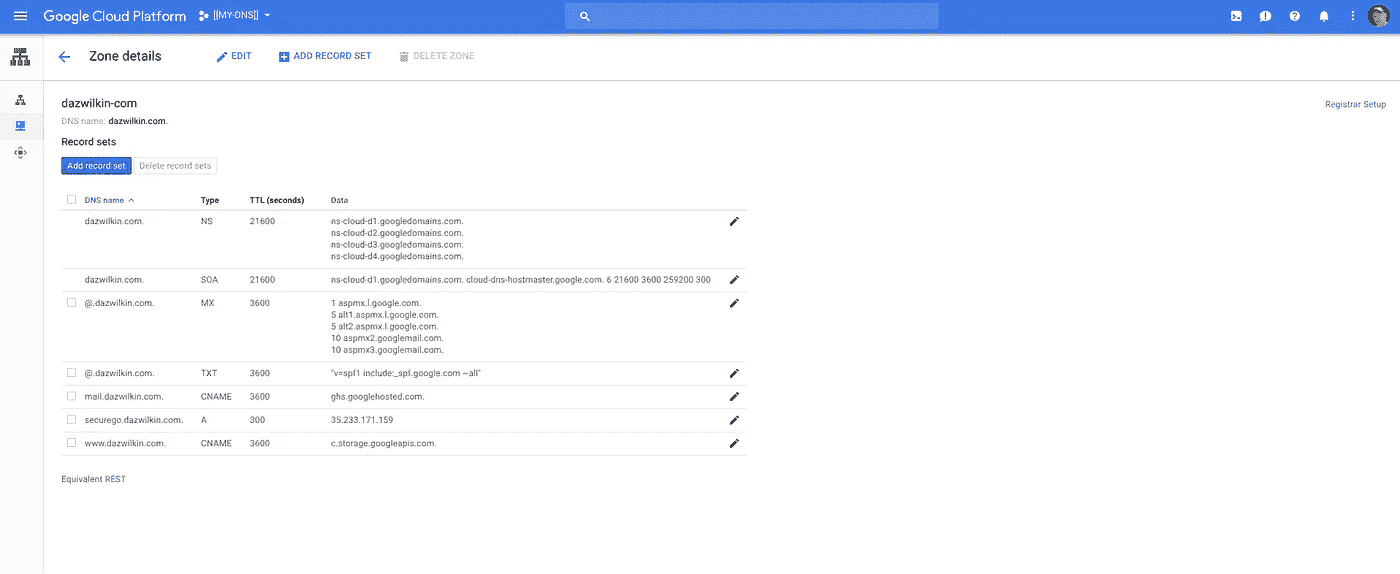 Google Cloud Platform [[MY-DNS]]
Zone details EDIT ADD RECORD SET DELETE ZONE
dazwilkin-com Registrar Setup
DNS name: dazwilkin.com.
Record sets
Add record set Delete record sets
DNS name Type TTL (seconds) Data
dazwilkin.com. NS 21600 ns-cloud-d1.googledomains.com.
ns-cloud-d2.googledomains.com.
ns-cloud-d3.googledomains.com.
ns-cloud-d4.googledomains.com.
dazwilkin.com. SOA 21600 ns-cloud-d1.googledomains.com. cloud-dns-hostmaster.google.com. 6 21600 3600 259200 300
@.dazwilkin.com. MX 3600 1 aspmx.l.google.com.
5 alt1.aspmx.l.google.com.
5 alt2.aspmx.l.google.com.
10 aspmx2.googlemail.com.
10 aspmx3.googlemail.com.
@.dazwilkin.com. TXT 3600 "v=spf1 include:_spf.google.com ~all"
mail.dazwilkin.com. CNAME 3600 ghs.googlehosted.com.
securego.dazwilkin.com. A 300 35.233.171.159
www.dazwilkin.com. CNAME 3600 c.storage.googleapis.com.
Equivalent REST